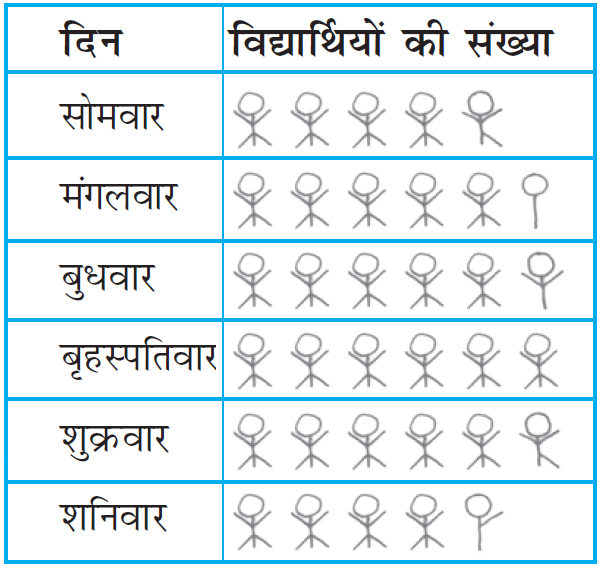 दिन विद्यार्थियों की संख्या
सोमवार
मंगलवार
बुधवार
बृहस्पतिवार
शुक्रवार
शनिवार